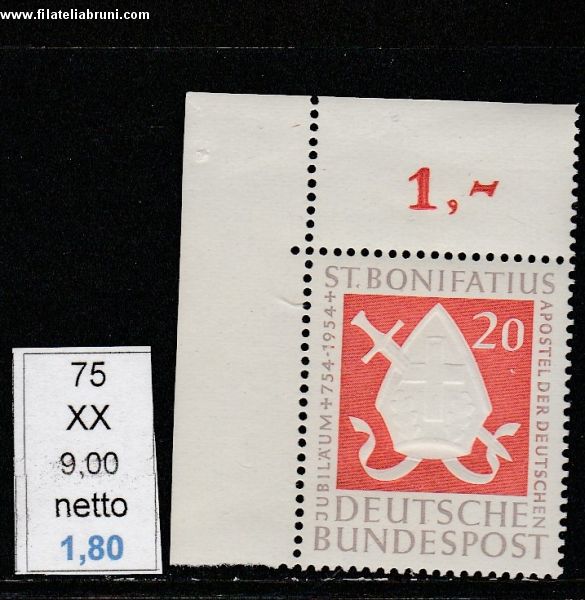 www.filateliabruni.com
1,-
ST. BONIFATIUS
JUBILÄUM + 754-1954 +
20
APOSTEL DER DEUTSCHEN
DEUTSCHE
BUNDESPOST
75
XX
9,00
netto
1,80